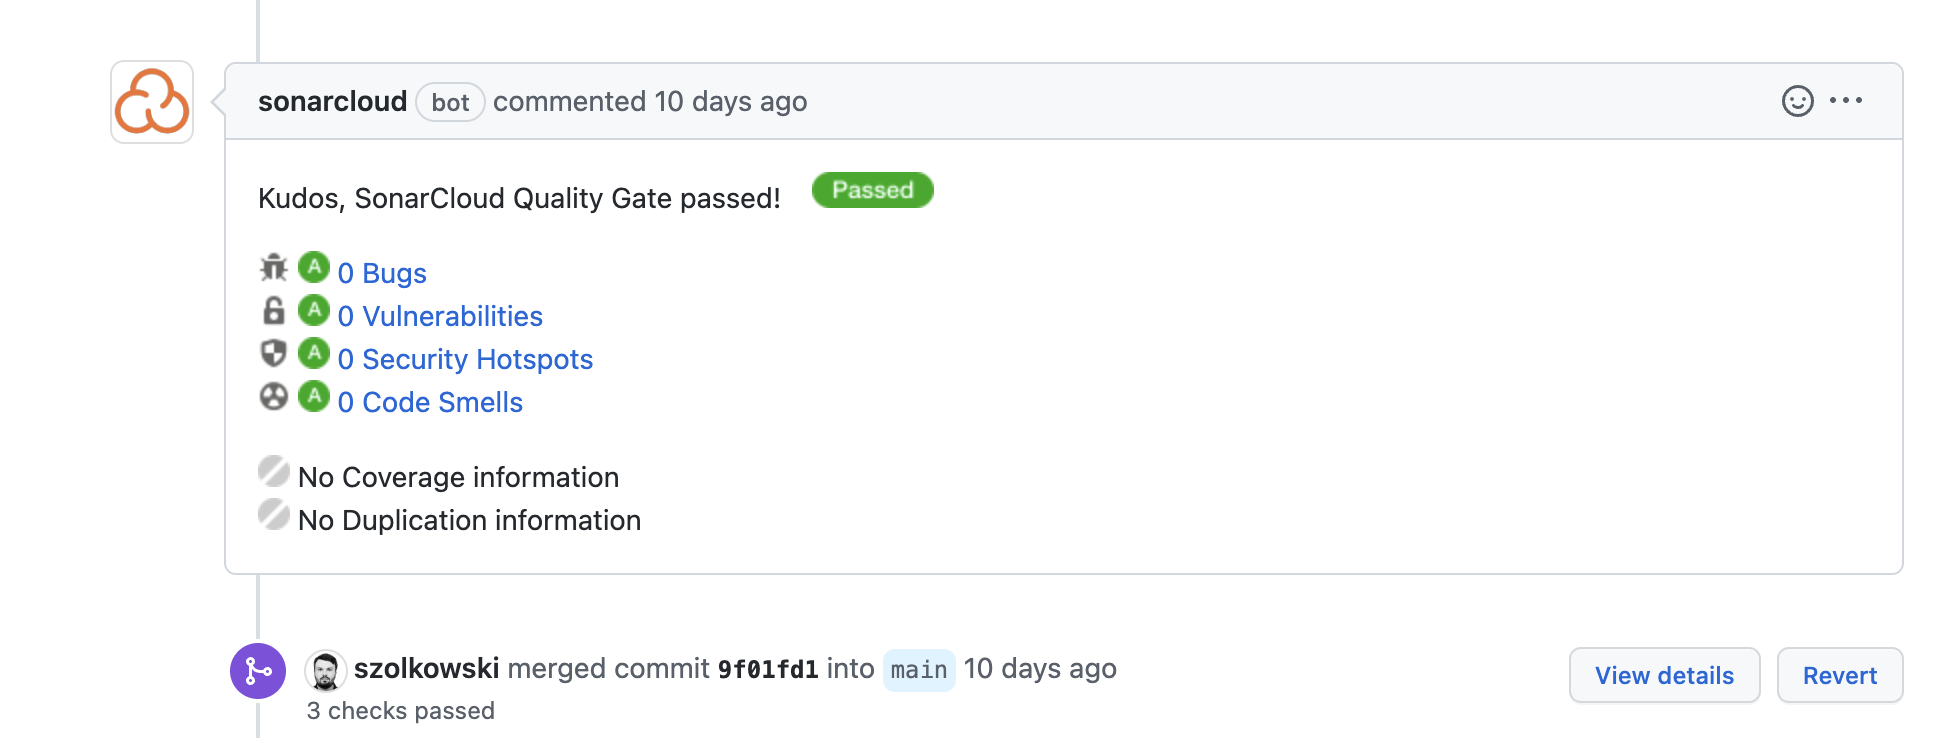 sonarcloud bot commented 10 days ago
Kudos, SonarCloud Quality Gate passed! Passed
A 0 Bugs
A 0 Vulnerabilities
A 0 Security Hotspots
A 0 Code Smells
No Coverage information
No Duplication information
szolkowski merged commit 9f01fd1 into main 10 days ago View details Revert
3 checks passed